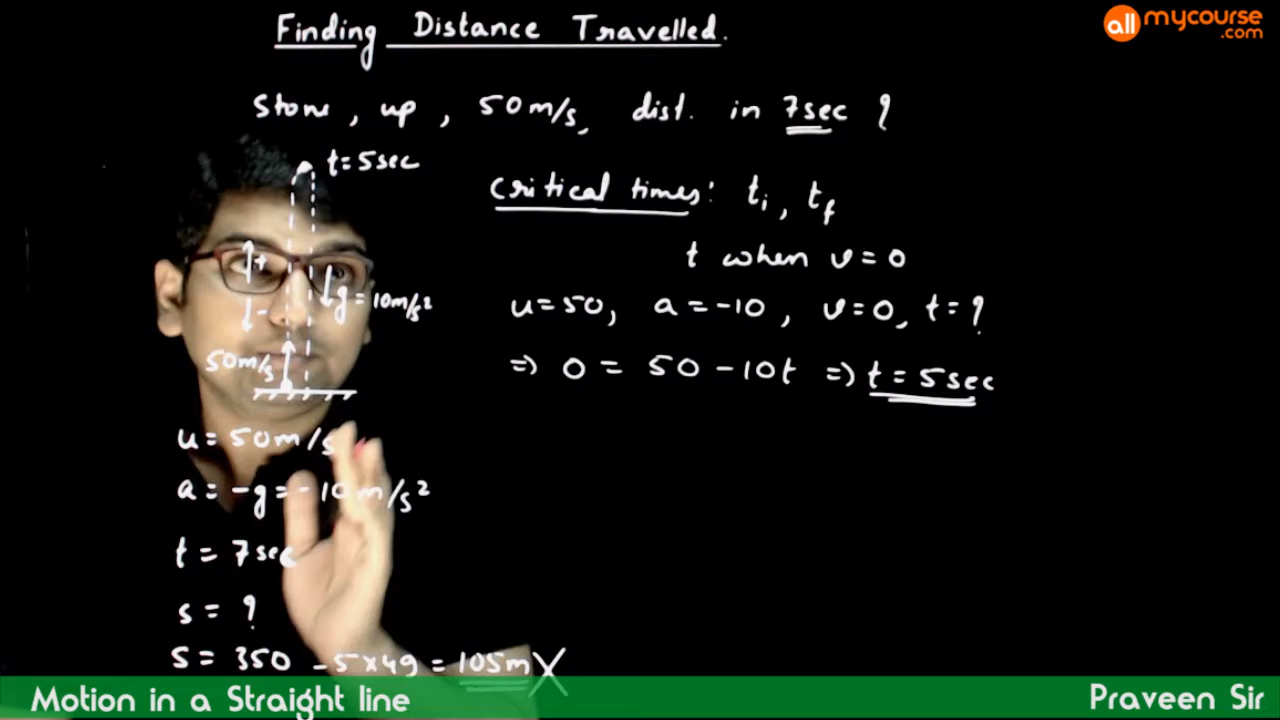 Finding Distance Travelled.
all mycourse .com
Stone, up, 50m/s, dist. in 7sec ?
t=5sec
Critical times: ti, tf
t when v=0
+
-
g=10m/s²
50m/s
u=50, a=-10, v=0, t=?
=) 0 = 50 -10t =) t=5sec
u=50m/s
a=-g=-10m/s²
t=7sec
s=?
S=350 -5x49=105m X
Motion in a Straight line
Praveen Sir